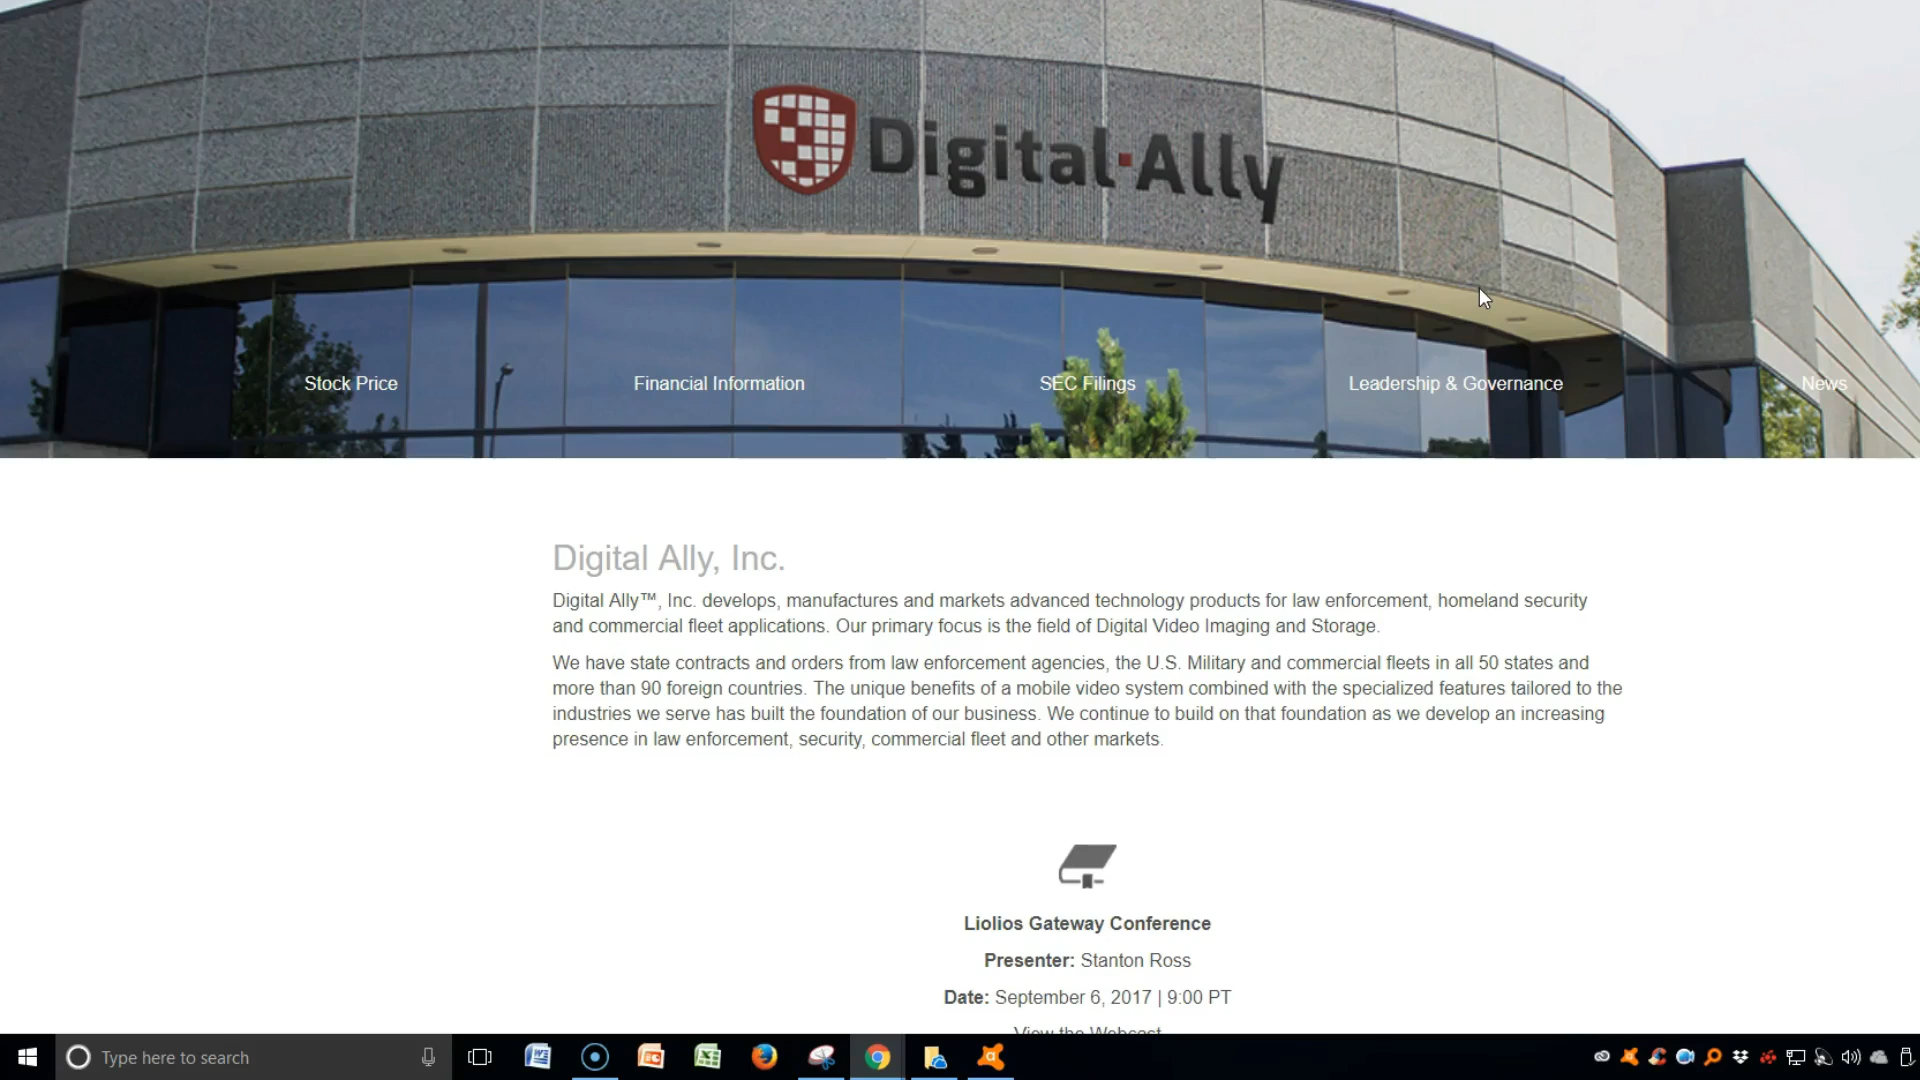 Digital·Ally
Stock Price
Financial Information
SEC Filings
Leadership & Governance
News
Digital Ally, Inc.
Digital Ally™, Inc. develops, manufactures and markets advanced technology products for law enforcement, homeland security
and commercial fleet applications. Our primary focus is the field of Digital Video Imaging and Storage.
We have state contracts and orders from law enforcement agencies, the U.S. Military and commercial fleets in all 50 states and
more than 90 foreign countries. The unique benefits of a mobile video system combined with the specialized features tailored to the
industries we serve has built the foundation of our business. We continue to build on that foundation as we develop an increasing
presence in law enforcement, security, commercial fleet and other markets.
Liolios Gateway Conference
Presenter: Stanton Ross
Date: September 6, 2017 | 9:00 PT
View the Webcast
Type here to search